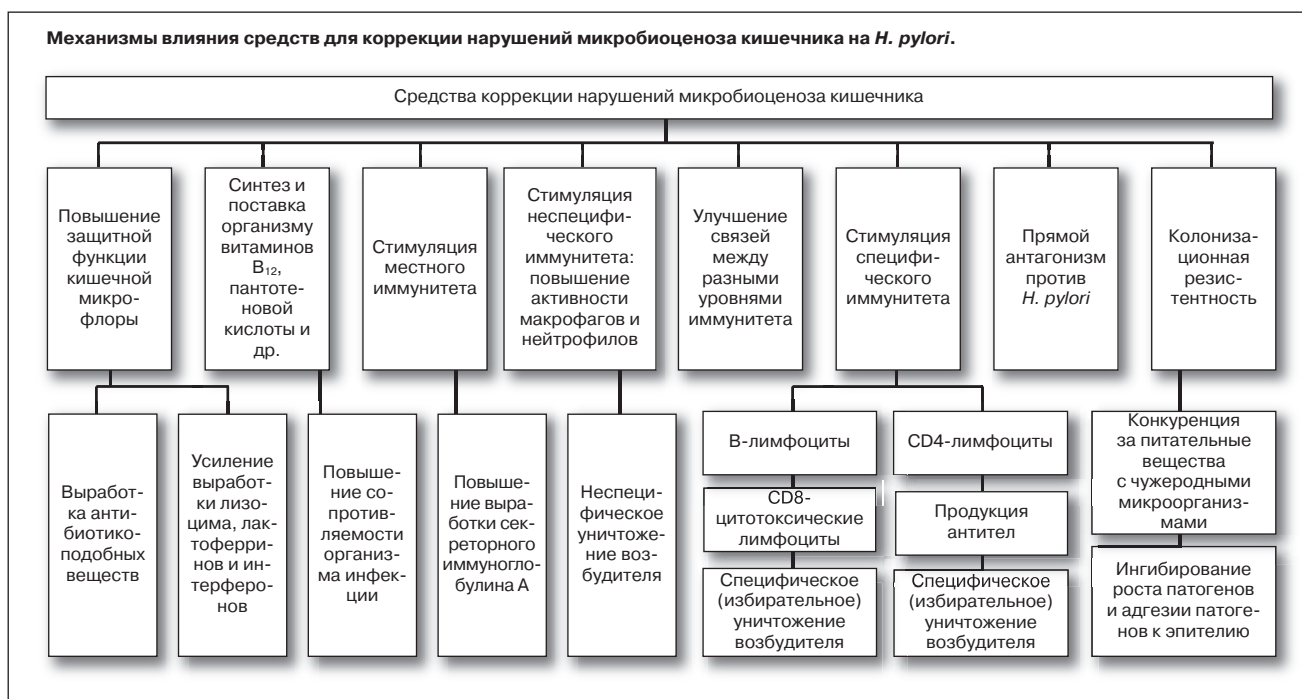 Механизмы влияния средств для коррекции нарушений микробиоценоза кишечника на H. pylori.
Средства коррекции нарушений микробиоценоза кишечника
Повышение
защитной
функции
кишечной
микро-
флоры
Синтез и
поставка
организму
витаминов
B₁₂,
пантоте-
новой
кислоты и
др.
Стимуляция
местного
иммунитета
Стимуляция
неспецифи-
ческого
иммунитета:
повышение
активности
макрофагов и
нейтрофилов
Улучшение
связей
между
разными
уровнями
иммунитета
Стимуляция
специфи-
ческого
иммунитета
Прямой
антагонизм
против
H. pylori
Колониза-
ционная
резис-
тентность
Выработ-
ка анти-
биотико-
подобных
веществ
Усиление
выработ-
ки лизо-
цима, лак-
тоферри-
нов и ин-
терферо-
нов
Повыше-
ние со-
против-
ляемости
организ-
ма инфек-
ции
Повыше-
ние выра-
ботки сек-
реторного
иммуногло-
булина А
Неспеци-
фическое
уничтоже-
ние воз-
будителя
В-лимфоциты
CD8-
цитотоксические
лимфоциты
Специфическое
(избирательное)
уничтожение
возбудителя
CD4-лимфоциты
Продукция
антител
Специфическое
(избирательное)
уничтожение
возбудителя
Конкуренция
за питательные
вещества
с чужеродными
микроорганиз-
мами
Ингибирование
роста патогенов
и адгезии патоге-
нов к эпителию